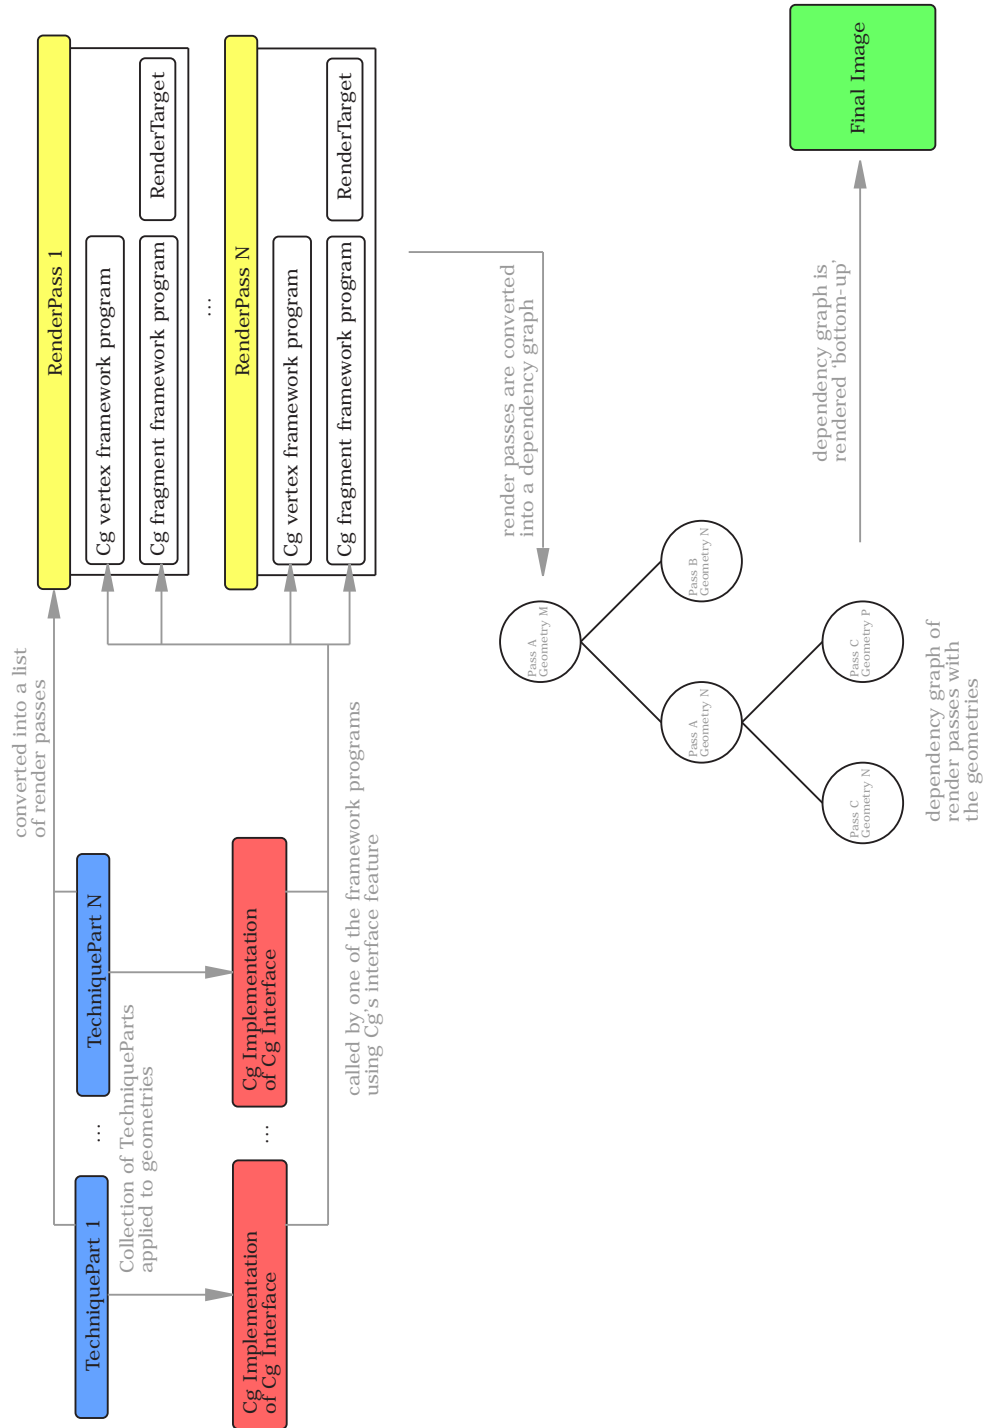 TechniquePart 1
...
TechniquePart N
Collection of TechniqueParts
applied to geometries
Cg Implementation
of Cg Interface
...
Cg Implementation
of Cg Interface
converted into a list
of render passes
called by one of the framework programs
using Cg's interface feature
RenderPass 1
Cg vertex framework program
Cg fragment framework program
RenderTarget
...
RenderPass N
Cg vertex framework program
Cg fragment framework program
RenderTarget
render passes are converted
into a dependency graph
Pass A
Geometry M
Pass A
Geometry N
Pass B
Geometry N
Pass C
Geometry N
Pass C
Geometry P
dependency graph of
render passes with
the geometries
dependency graph is
rendered ‘bottom-up’
Final Image